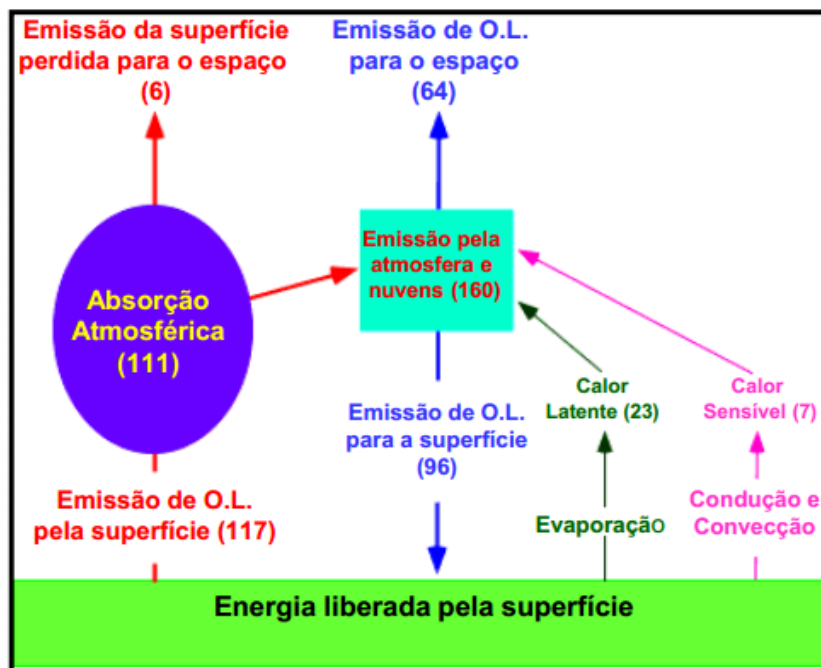 Emissão da superfície
perdida para o espaço
(6)
Emissão de O.L.
para o espaço
(64)
Absorção
Atmosférica
(111)
Emissão pela
atmosfera e
nuvens (160)
Emissão de O.L.
pela superfície (117)
Emissão de O.L.
para a superfície
(96)
Calor
Latente (23)
Evaporação
Calor
Sensível (7)
Condução e
Convecção
Energia liberada pela superfície